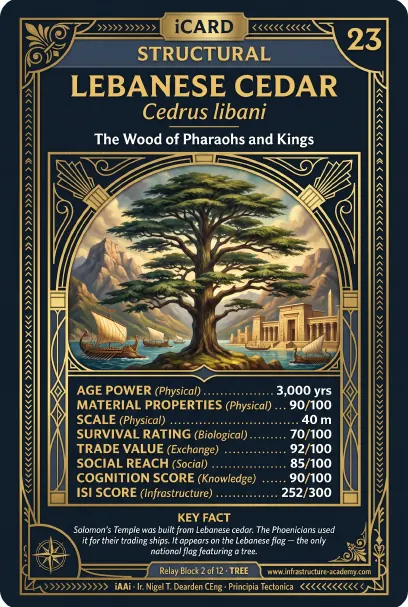 iCARD
23
STRUCTURAL
LEBANESE CEDAR
Cedrus libani
The Wood of Pharaohs and Kings
AGE POWER (Physical) ................ 3,000 yrs
MATERIAL PROPERTIES (Physical) .. 90/100
SCALE (Physical) ......................... 40 m
SURVIVAL RATING (Biological) ....... 70/100
TRADE VALUE (Exchange) ............. 92/100
SOCIAL REACH (Social) ................ 85/100
COGNITION SCORE (Knowledge) ..... 90/100
ISI SCORE (Infrastructure) ............ 252/300
KEY FACT
Solomon's Temple was built from Lebanese cedar. The Phoenicians used
it for their trading ships. It appears on the Lebanese flag — the only
national flag featuring a tree.
Relay Block 2 of 12 · TREE
www.infrastructure-academy.com
iAAi · Ir. Nigel T. Dearden CEng · Principia Tectonica